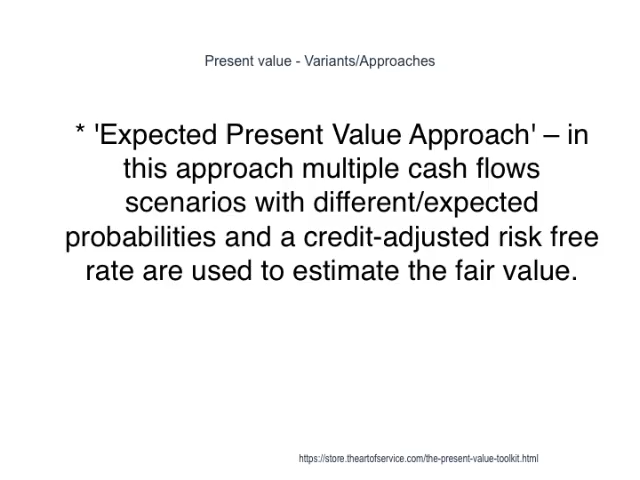 Present value - Variants/Approaches
* 'Expected Present Value Approach' – in
this approach multiple cash flows
scenarios with different/expected
probabilities and a credit-adjusted risk free
rate are used to estimate the fair value.
https://store.theartofservice.com/the-present-value-toolkit.html